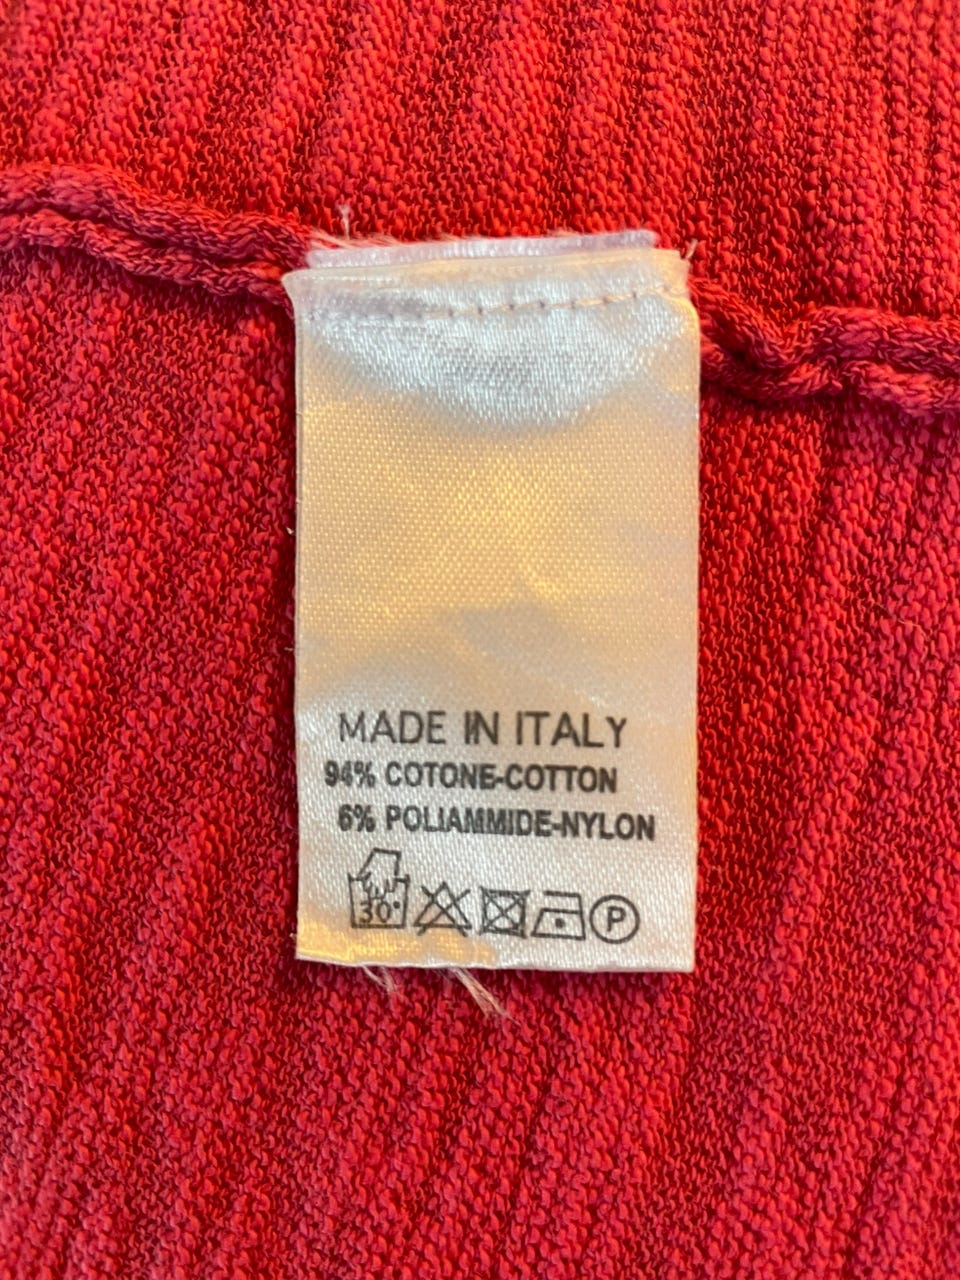 MADE IN ITALY
94% COTONE-COTTON
6% POLIAMMIDE-NYLON
30° P